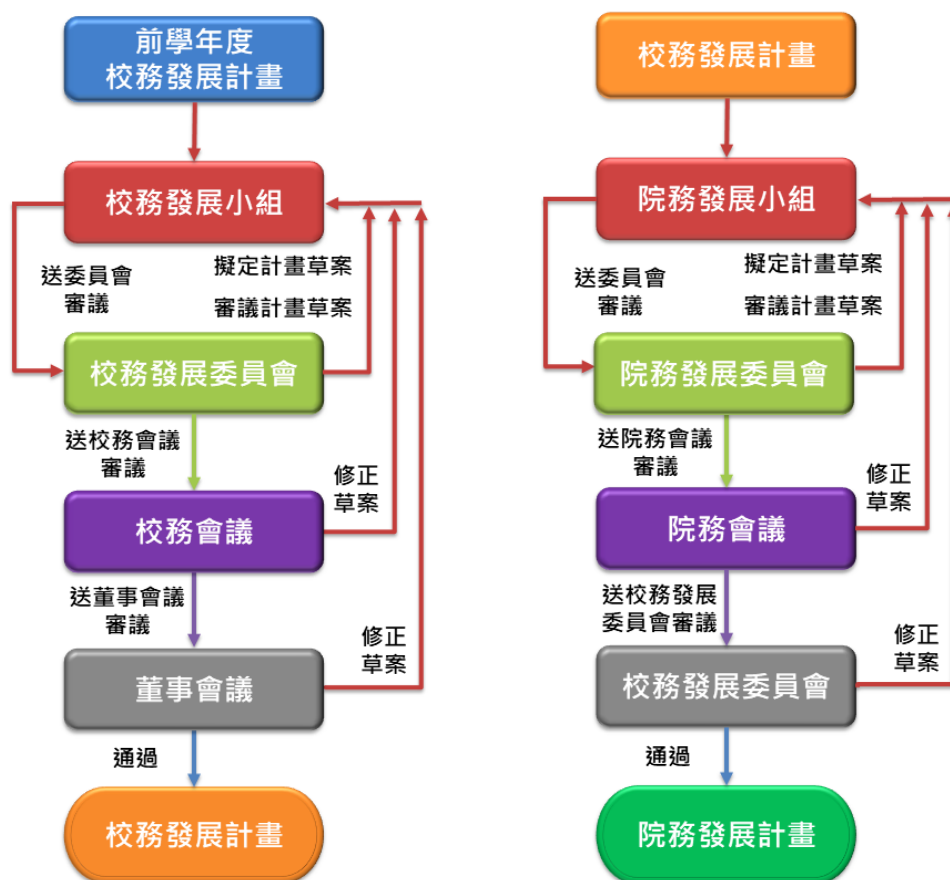 前學年度
校務發展計畫
校務發展小組
送委員會
審議
擬定計畫草案
審議計畫草案
校務發展委員會
送校務會議
審議
修正
草案
校務會議
送董事會議
審議
修正
草案
董事會議
通過
校務發展計畫
校務發展計畫
院務發展小組
送委員會
審議
擬定計畫草案
審議計畫草案
院務發展委員會
送院務會議
審議
修正
草案
院務會議
送校務發展
委員會審議
修正
草案
校務發展委員會
通過
院務發展計畫